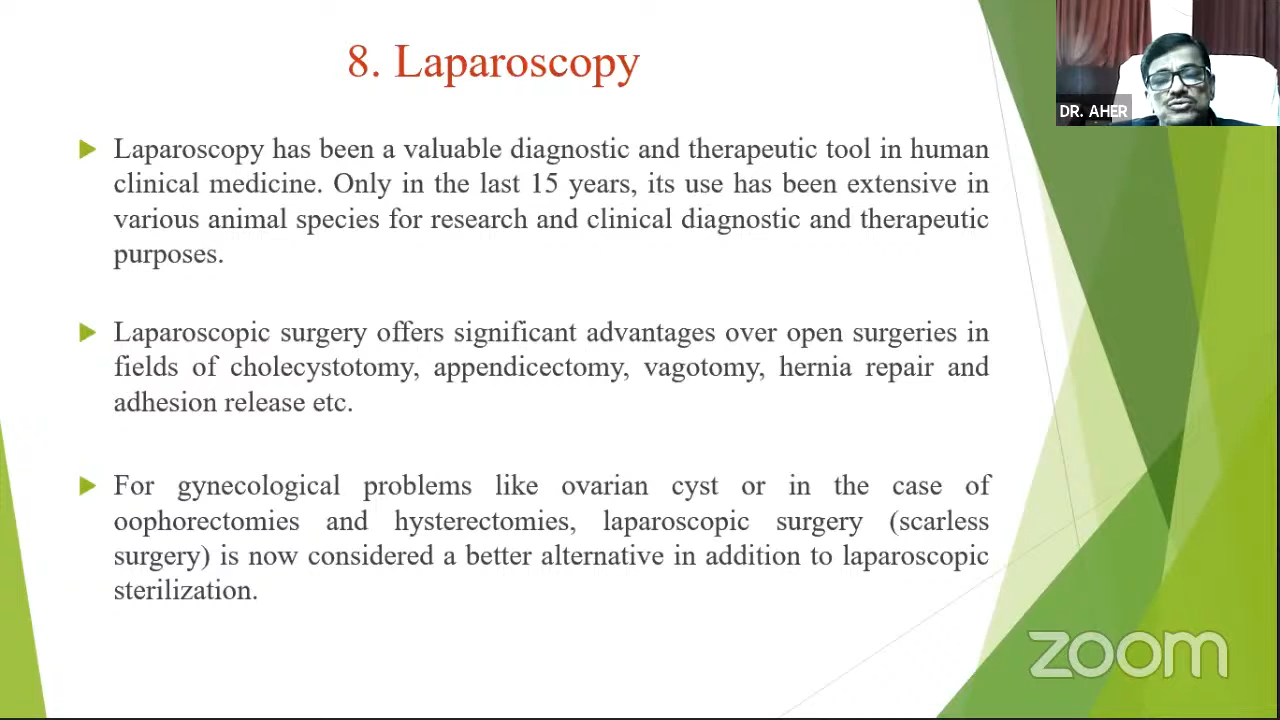 8. Laparoscopy
DR. AHER
Laparoscopy has been a valuable diagnostic and therapeutic tool in human
clinical medicine. Only in the last 15 years, its use has been extensive in
various animal species for research and clinical diagnostic and therapeutic
purposes.
Laparoscopic surgery offers significant advantages over open surgeries in
fields of cholecystotomy, appendicectomy, vagotomy, hernia repair and
adhesion release etc.
For gynecological problems like ovarian cyst or in the case of
oophorectomies and hysterectomies, laparoscopic surgery (scarless
surgery) is now considered a better alternative in addition to laparoscopic
sterilization.
zoom